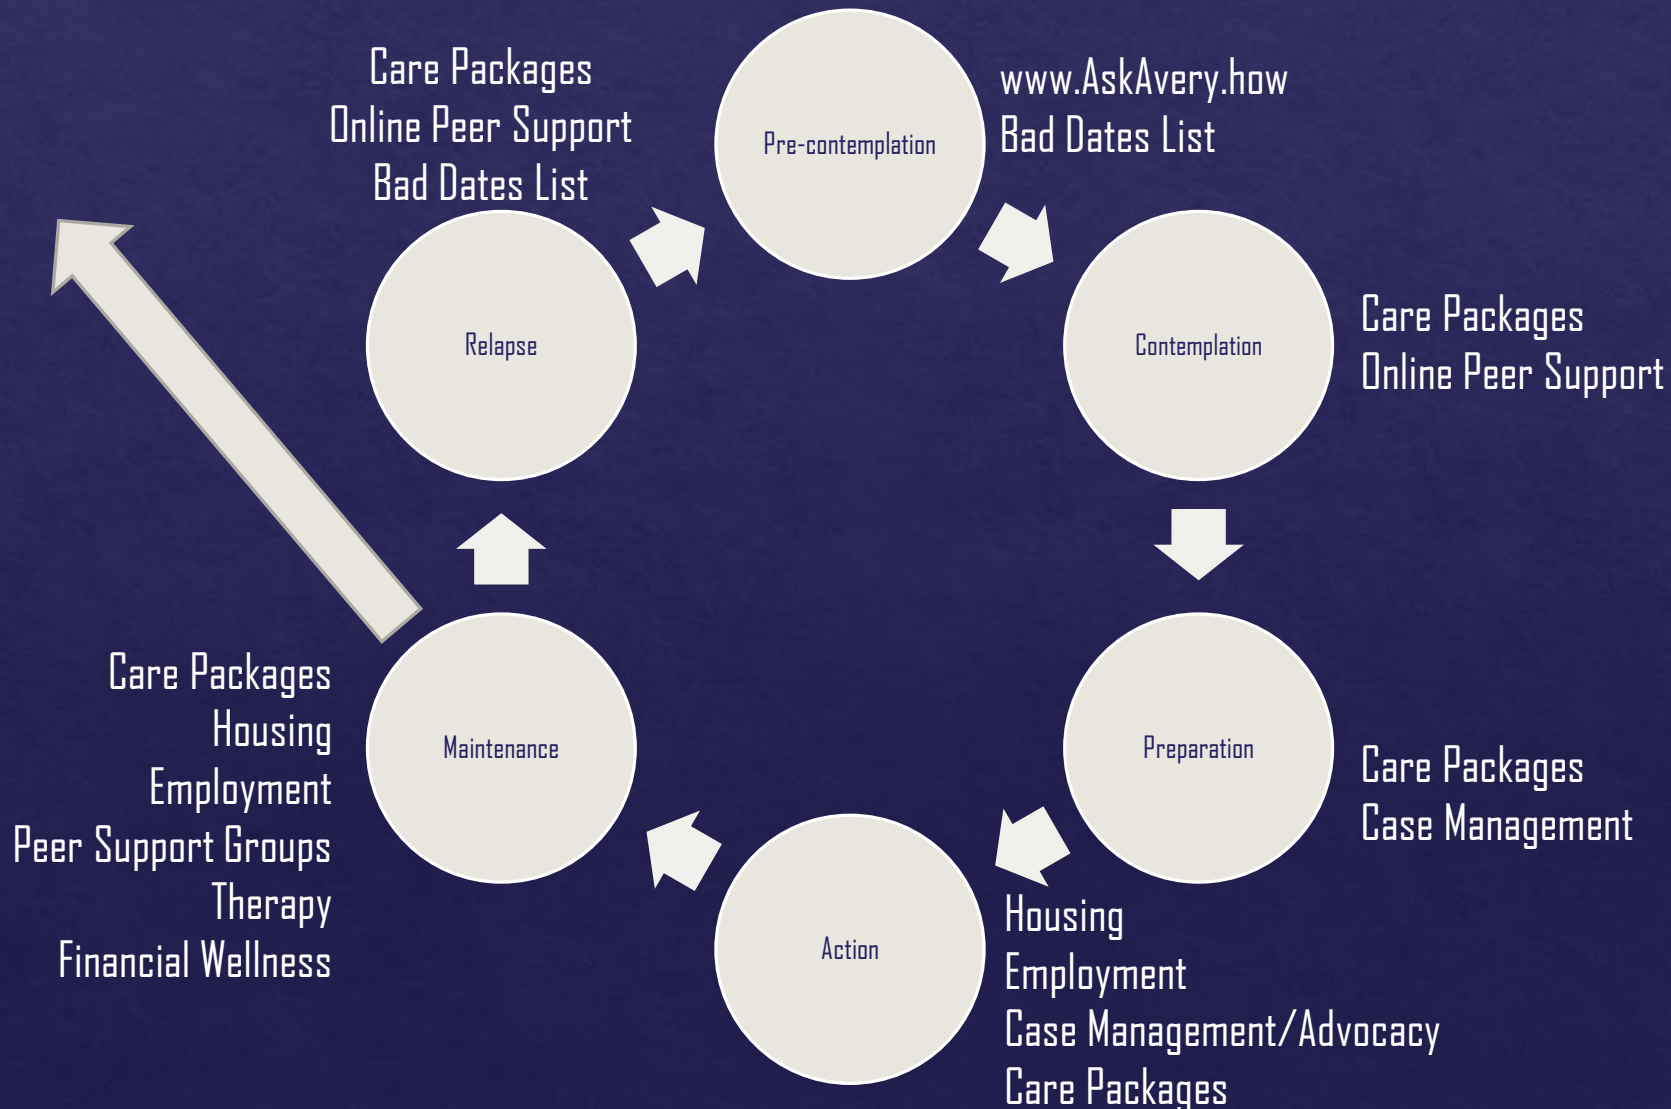 Care Packages
Online Peer Support
Bad Dates List
Pre-contemplation
www.AskAvery.how
Bad Dates List
Relapse
Contemplation
Care Packages
Online Peer Support
Care Packages
Housing
Employment
Peer Support Groups
Therapy
Financial Wellness
Maintenance
Preparation
Care Packages
Case Management
Action
Housing
Employment
Case Management/Advocacy
Care Packages